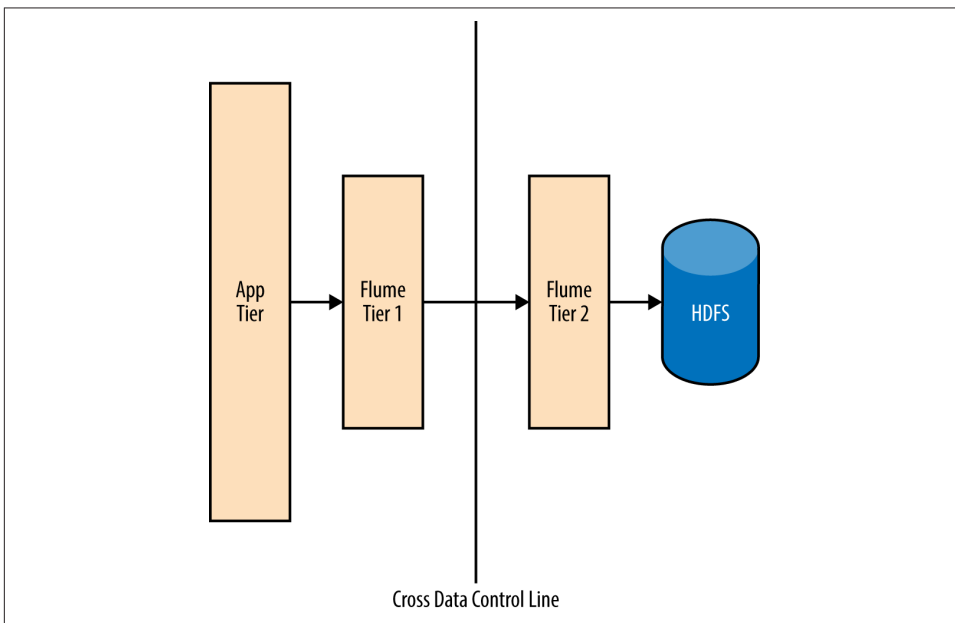 App
Tier
Flume
Tier 1
Flume
Tier 2
HDFS
Cross Data Control Line